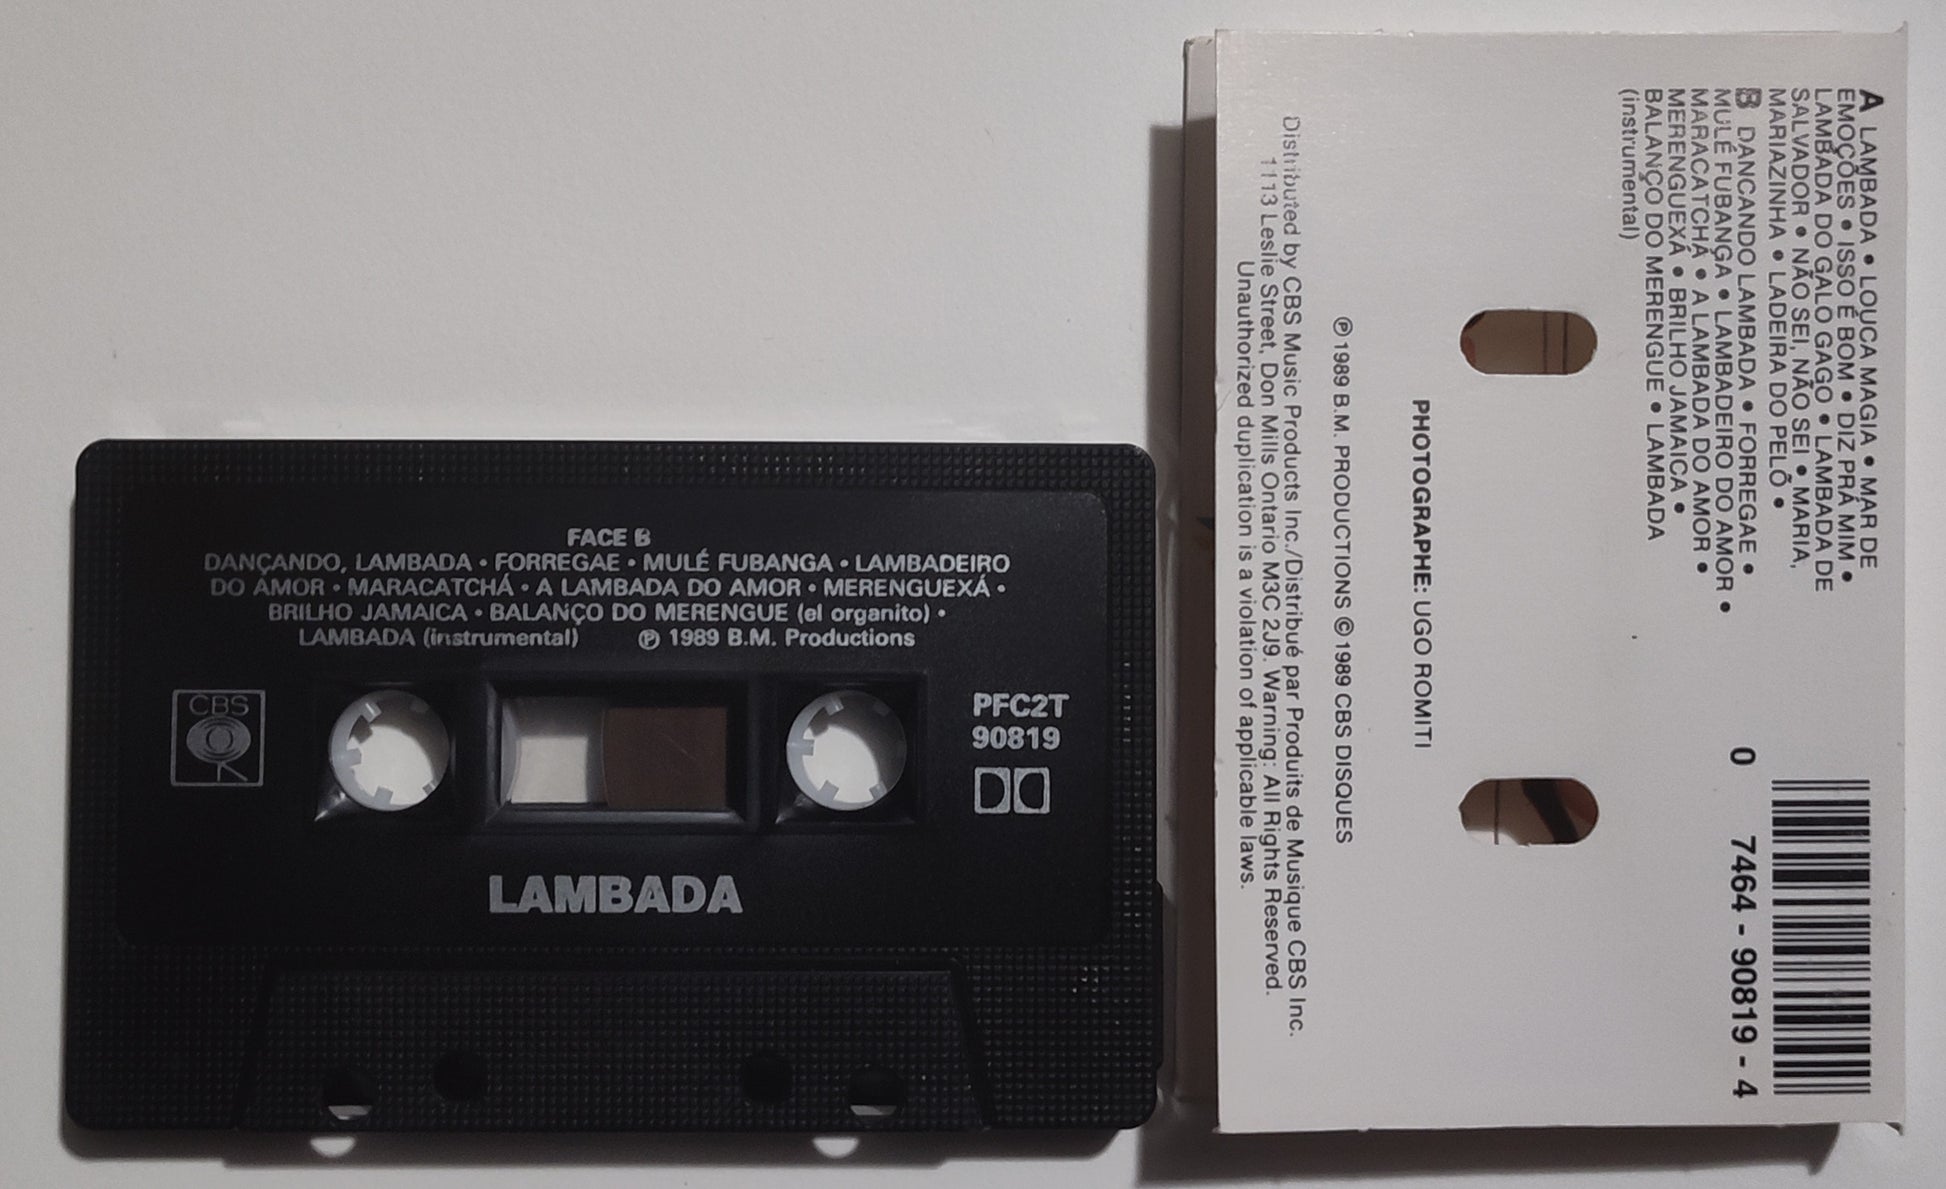 FACE B
DANÇANDO, LAMBADA • FORREGAE • MULÉ FUBANGA • LAMBADEIRO
DO AMOR • MARACATCHÁ • A LAMBADA DO AMOR • MERENGUEXÁ •
BRILHO JAMAICA • BALANÇO DO MERENGUE (el organito) •
LAMBADA (instrumental) ℗ 1989 B.M. Productions
CBS
PFC2T
90819
LAMBADA
A LAMBADA • LOUCA MAGIA • MAR DE
EMOÇÕES • ISSO É BOM • DIZ PRÁ MIM •
LAMBADA DO GALO GAGO • LAMBADA DE
SALVADOR • NÃO SEI, NÃO SEI • MARIA,
MARIAZINHA • LADEIRA DO PELÕ •
B DANCANDO LAMBADA • FORREGAE •
MULÉ FUBANGA • LAMBADEIRO DO AMOR •
MARACATCHÁ • A LAMBADA DO AMOR •
MERENGUEXÁ • BRILHO JAMAICA •
BALANÇO DO MERENGUE • LAMBADA
(instrumental)
0 7464 - 90819 - 4
PHOTOGRAPHE: UGO ROMITI
℗ 1989 B.M. PRODUCTIONS © 1989 CBS DISQUES
Distributed by CBS Music Products Inc./Distribué par Produits de Musique CBS Inc.
1113 Leslie Street, Don Mills Ontario M3C 2J9. Warning: All Rights Reserved.
Unauthorized duplication is a violation of applicable laws.